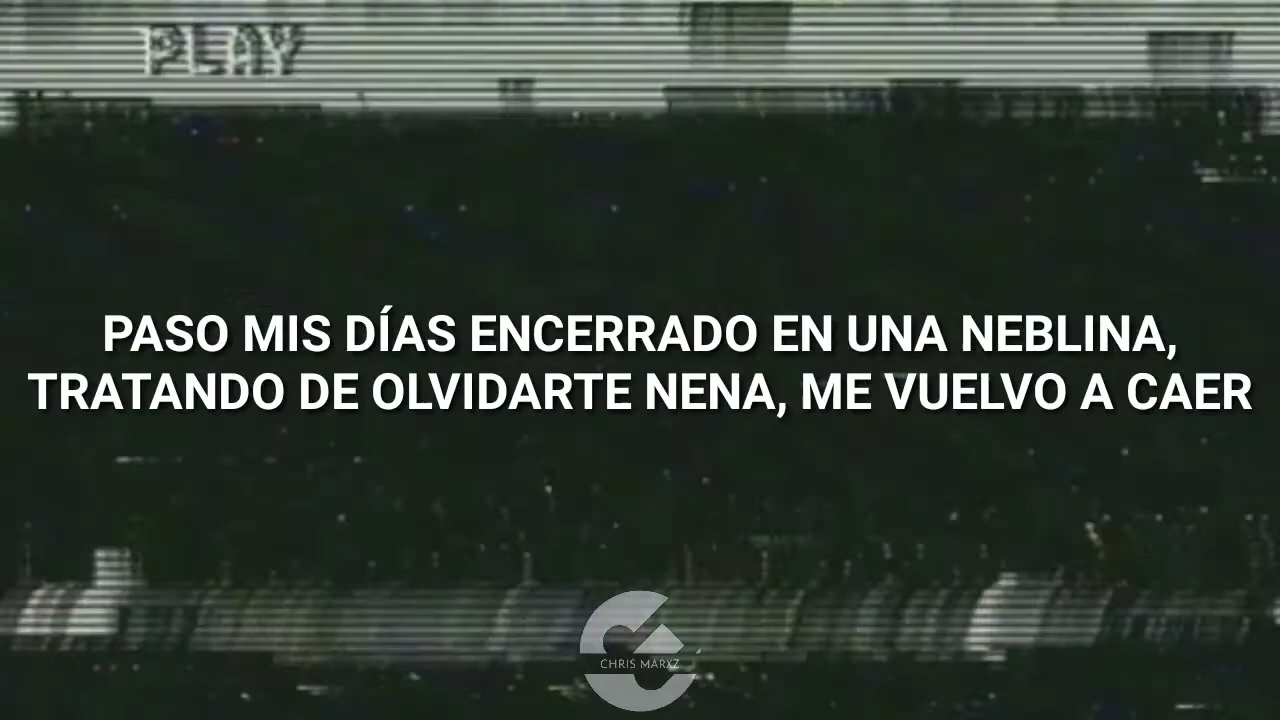 PLAY
PASO MIS DÍAS ENCERRADO EN UNA NEBLINA,
TRATANDO DE OLVIDARTE NENA, ME VUELVO A CAER
CHRIS MARXZ